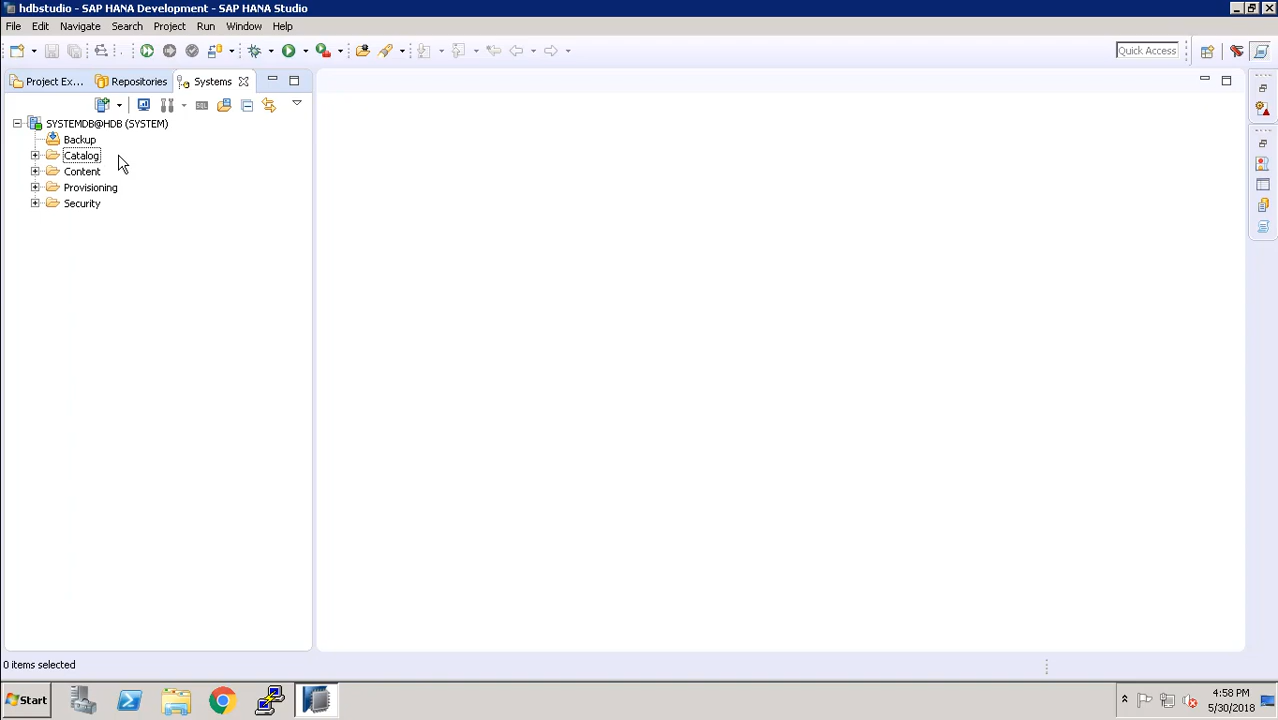 hdbstudio - SAP HANA Development - SAP HANA Studio
File Edit Navigate Search Project Run Window Help
Quick Access
Project Ex... Repositories Systems
SQL
SYSTEMDB@HDB (SYSTEM)
Backup
Catalog
Content
Provisioning
Security
0 items selected
Start
4:58 PM
5/30/2018